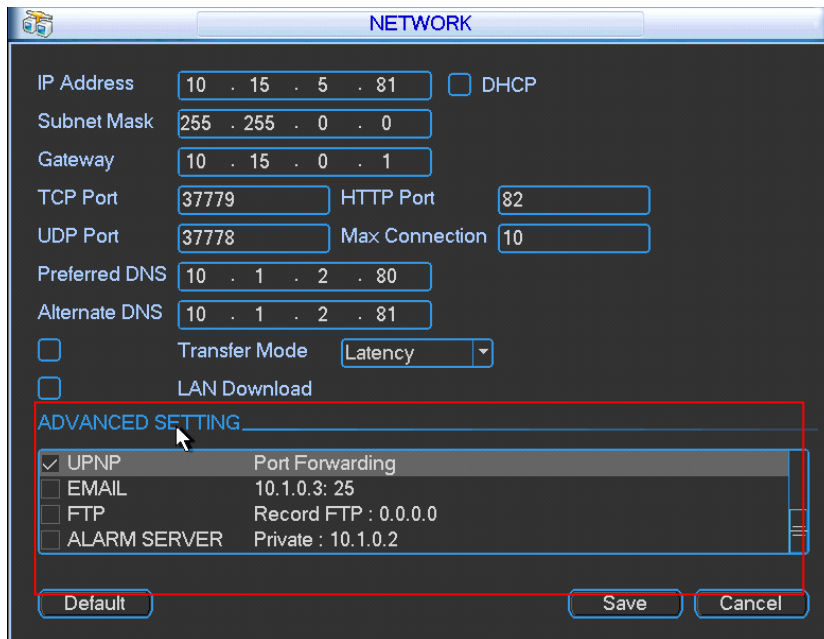 NETWORK
IP Address 10 . 15 . 5 . 81 DHCP
Subnet Mask 255 . 255 . 0 . 0
Gateway 10 . 15 . 0 . 1
TCP Port 37779 HTTP Port 82
UDP Port 37778 Max Connection 10
Preferred DNS 10 . 1 . 2 . 80
Alternate DNS 10 . 1 . 2 . 81
Transfer Mode Latency
LAN Download
ADVANCED SETTING
UPNP Port Forwarding
EMAIL 10.1.0.3: 25
FTP Record FTP : 0.0.0.0
ALARM SERVER Private : 10.1.0.2
Default Save Cancel